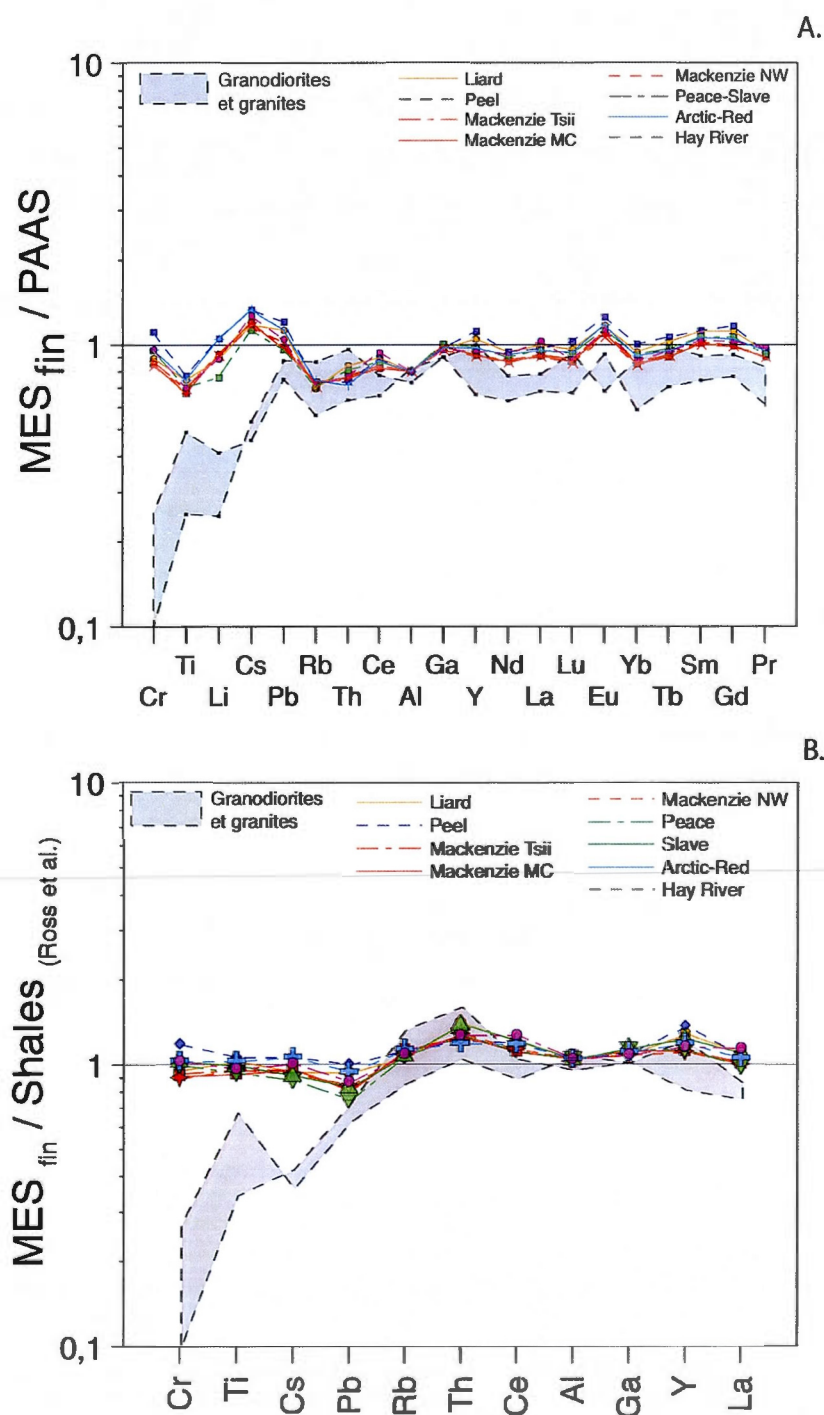 A.
10
Granodiorites
et granites
Liard
Peel
Mackenzie Tsii
Mackenzie MC
Mackenzie NW
Peace-Slave
Arctic-Red
Hay River
MES fin / PAAS
1
0,1
Ti Cs Rb Ce Ga Nd Lu Yb Sm Pr
Cr Li Pb Th Al Y La Eu Tb Gd
B.
10
Granodiorites
et granites
Liard
Peel
Mackenzie Tsii
Mackenzie MC
Mackenzie NW
Peace
Slave
Arctic-Red
Hay River
MES fin / Shales (Ross et al.)
1
0,1
Cr Ti Cs Pb Rb Th Ce Al Ga Y La